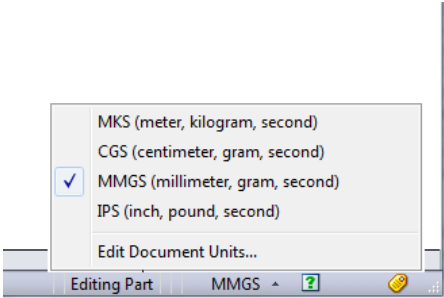 MKS (meter, kilogram, second)
CGS (centimeter, gram, second)
MMGS (millimeter, gram, second)
IPS (inch, pound, second)
Edit Document Units...
Editing Part MMGS ?